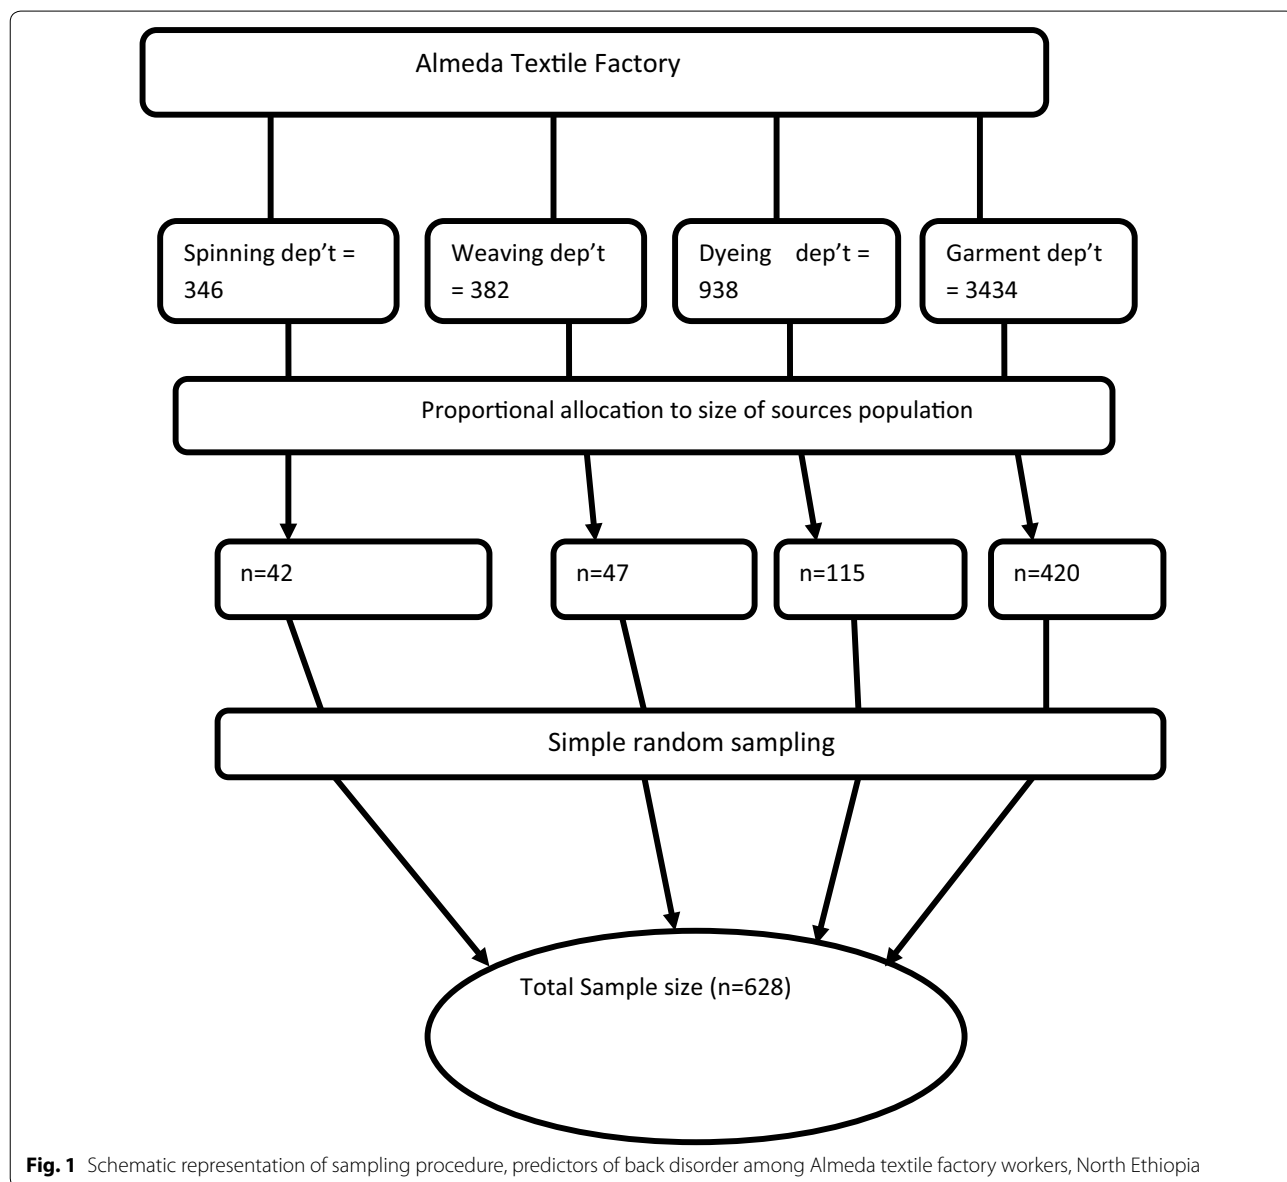 Almeda Textile Factory
Spinning dep’t =
346
Weaving dep’t
= 382
Dyeing dep’t =
938
Garment dep’t
= 3434
Proportional allocation to size of sources population
n=42
n=47
n=115
n=420
Simple random sampling
Total Sample size (n=628)
Fig. 1 Schematic representation of sampling procedure, predictors of back disorder among Almeda textile factory workers, North Ethiopia